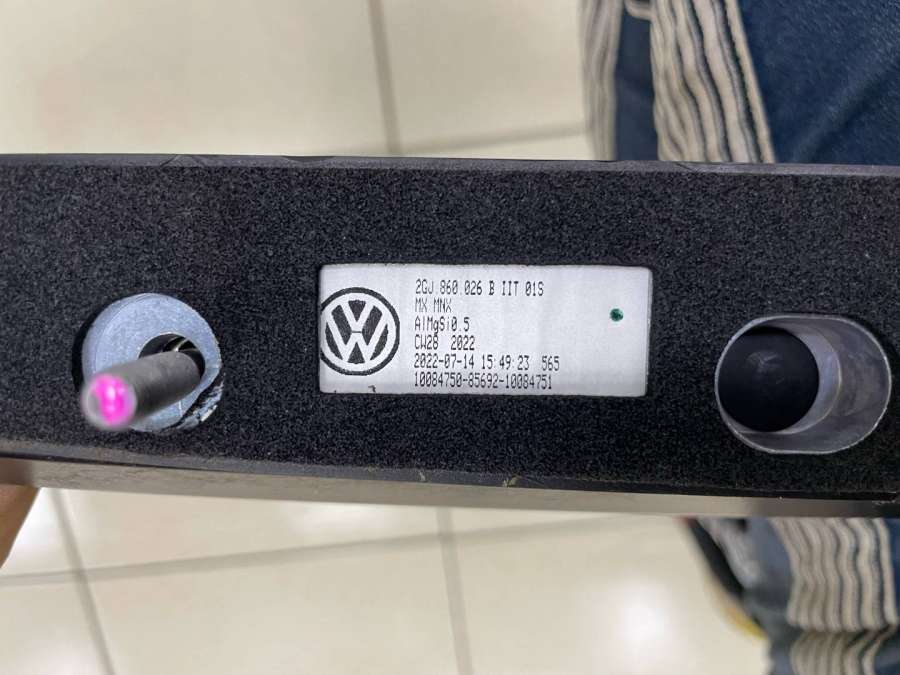 2GJ 860 026 B IIT 01S
MX MNX
AlMgSi0.5
CW28 2022
2022-07-14 15:49:23 565
10084750-85692-10084751